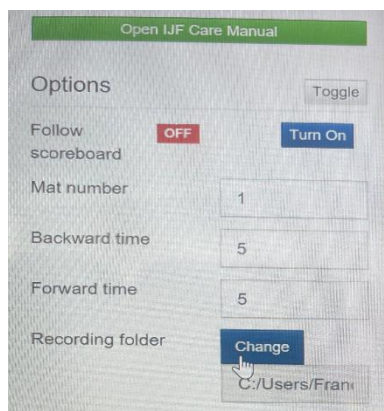 Open IJF Care Manual
Options
Toggle
Follow
scoreboard
OFF
Turn On
Mat number
1
Backward time
5
Forward time
5
Recording folder
Change
C:/Users/Fran